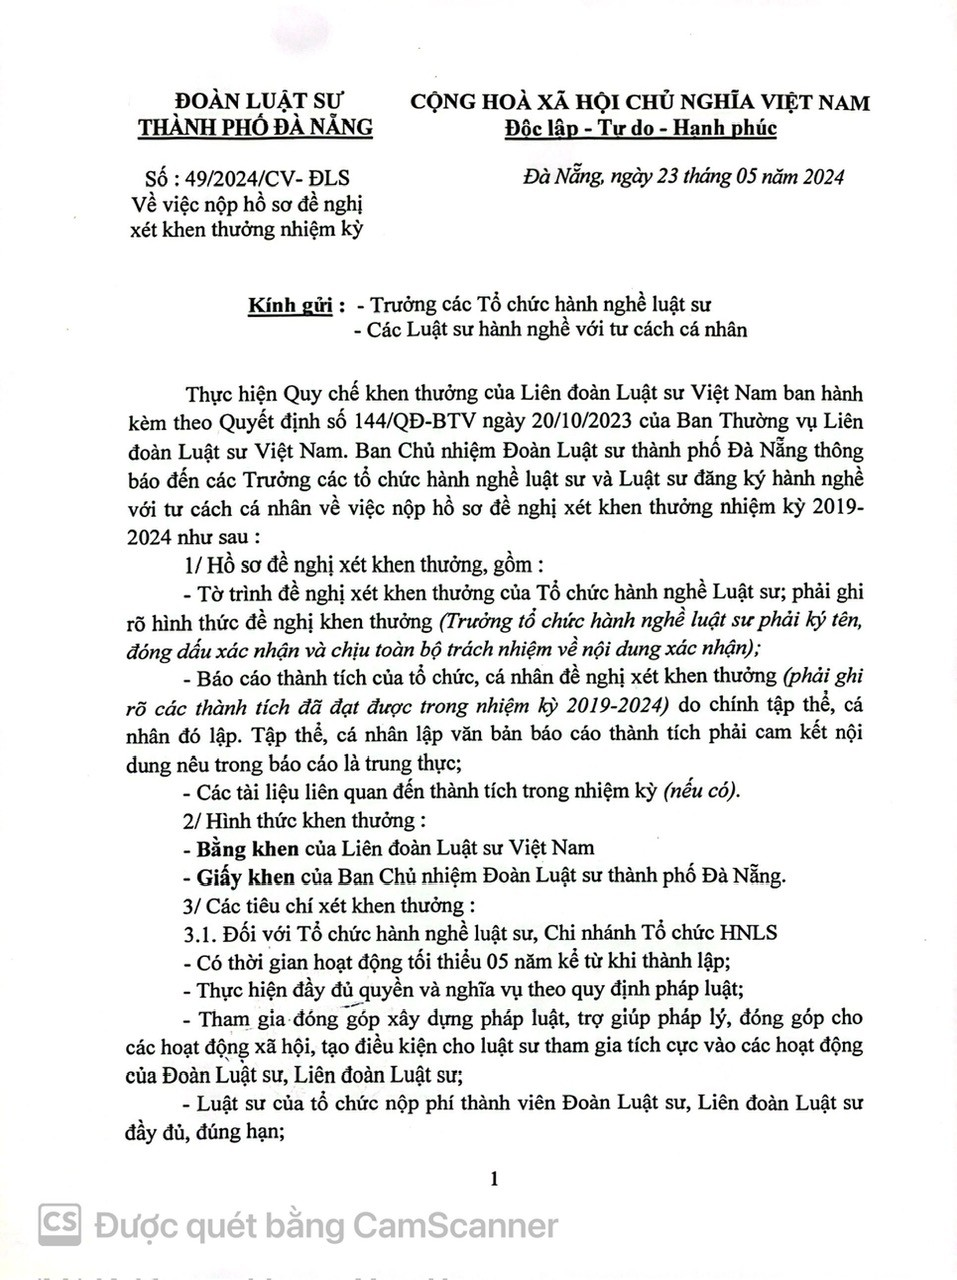 ĐOÀN LUẬT SƯ
THÀNH PHỐ ĐÀ NẴNG
CỘNG HOÀ XÃ HỘI CHỦ NGHĨA VIỆT NAM
Độc lập - Tự do - Hạnh phúc
Số : 49/2024/CV- ĐLS
Về việc nộp hồ sơ đề nghị
xét khen thưởng nhiệm kỳ
Đà Nẵng, ngày 23 tháng 05 năm 2024
Kính gửi : - Trưởng các Tổ chức hành nghề luật sư
- Các Luật sư hành nghề với tư cách cá nhân
Thực hiện Quy chế khen thưởng của Liên đoàn Luật sư Việt Nam ban hành
kèm theo Quyết định số 144/QĐ-BTV ngày 20/10/2023 của Ban Thường vụ Liên
đoàn Luật sư Việt Nam. Ban Chủ nhiệm Đoàn Luật sư thành phố Đà Nẵng thông
báo đến các Trưởng các tổ chức hành nghề luật sư và Luật sư đăng ký hành nghề
với tư cách cá nhân về việc nộp hồ sơ đề nghị xét khen thưởng nhiệm kỳ 2019-
2024 như sau :
1/ Hồ sơ đề nghị xét khen thưởng, gồm :
- Tờ trình đề nghị xét khen thưởng của Tổ chức hành nghề Luật sư; phải ghi
rõ hình thức đề nghị khen thưởng (Trưởng tổ chức hành nghề luật sư phải ký tên,
đóng dấu xác nhận và chịu toàn bộ trách nhiệm về nội dung xác nhận);
- Báo cáo thành tích của tổ chức, cá nhân đề nghị xét khen thưởng (phải ghi
rõ các thành tích đã đạt được trong nhiệm kỳ 2019-2024) do chính tập thể, cá
nhân đó lập. Tập thể, cá nhân lập văn bản báo cáo thành tích phải cam kết nội
dung nêu trong báo cáo là trung thực;
- Các tài liệu liên quan đến thành tích trong nhiệm kỳ (nếu có).
2/ Hình thức khen thưởng :
- Bằng khen của Liên đoàn Luật sư Việt Nam
- Giấy khen của Ban Chủ nhiệm Đoàn Luật sư thành phố Đà Nẵng.
3/ Các tiêu chí xét khen thưởng :
3.1. Đối với Tổ chức hành nghề luật sư, Chi nhánh Tổ chức HNLS
- Có thời gian hoạt động tối thiểu 05 năm kể từ khi thành lập;
- Thực hiện đầy đủ quyền và nghĩa vụ theo quy định pháp luật;
- Tham gia đóng góp xây dựng pháp luật, trợ giúp pháp lý, đóng góp cho
các hoạt động xã hội, tạo điều kiện cho luật sư tham gia tích cực vào các hoạt động
của Đoàn Luật sư, Liên đoàn Luật sư;
- Luật sư của tổ chức nộp phí thành viên Đoàn Luật sư, Liên đoàn Luật sư
đầy đủ, đúng hạn;
1
CS Được quét bằng CamScanner